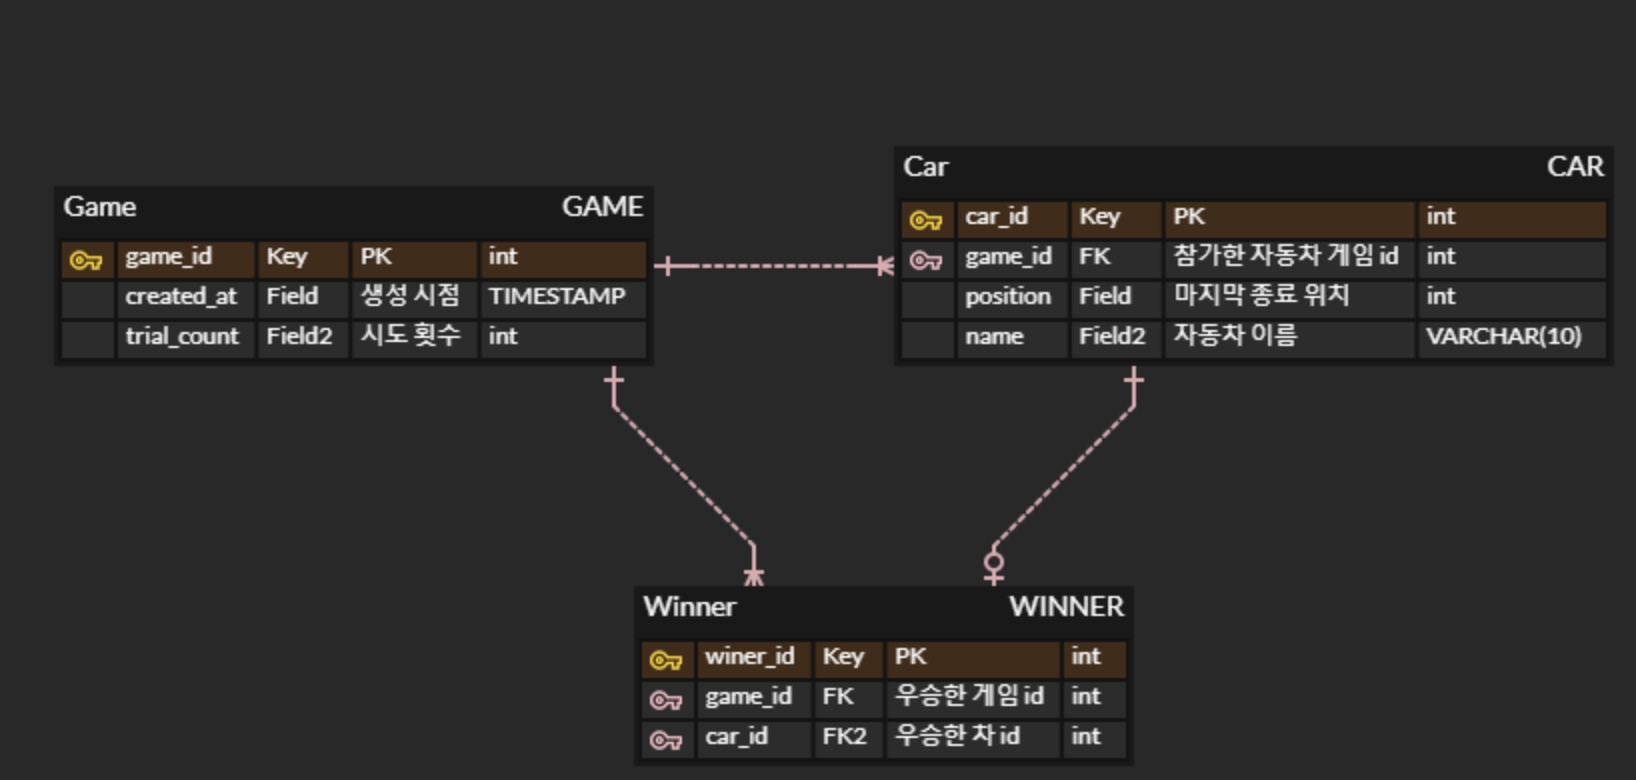 Game GAME
game_id Key PK int
created_at Field 생성 시점 TIMESTAMP
trial_count Field2 시도 횟수 int
Car CAR
car_id Key PK int
game_id FK 참가한 자동차 게임 id int
position Field 마지막 종료 위치 int
name Field2 자동차 이름 VARCHAR(10)
Winner WINNER
winer_id Key PK int
game_id FK 우승한 게임 id int
car_id FK2 우승한 차 id int